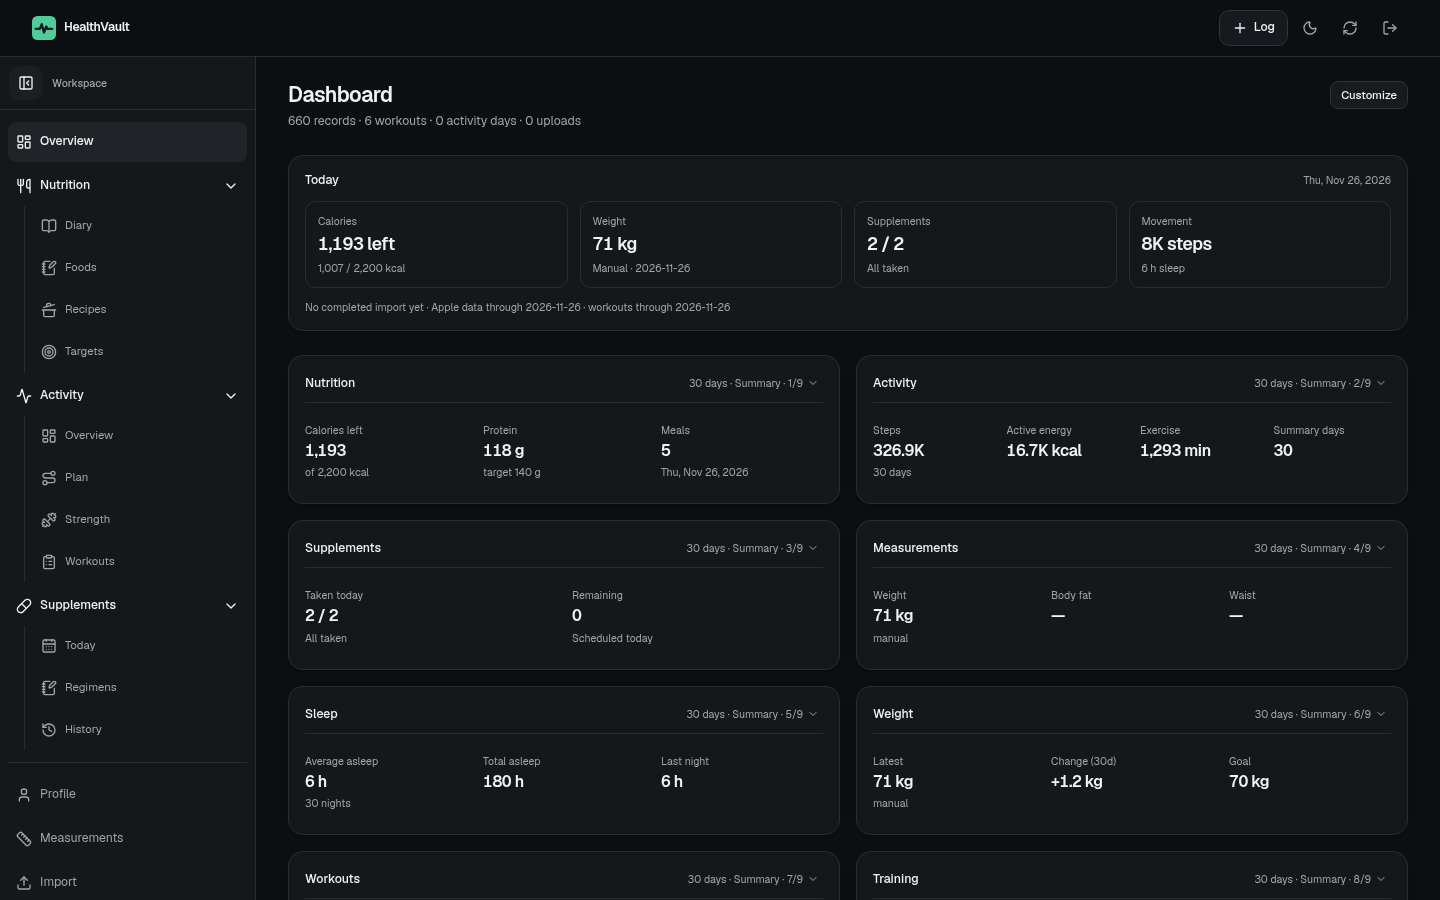 HealthVault
Log
Workspace
Overview
Nutrition
Diary
Foods
Recipes
Targets
Activity
Overview
Plan
Strength
Workouts
Supplements
Today
Regimens
History
Profile
Measurements
Import
Dashboard
Customize
660 records · 6 workouts · 0 activity days · 0 uploads
Today
Thu, Nov 26, 2026
Calories
1,193 left
1,007 / 2,200 kcal
Weight
71 kg
Manual · 2026-11-26
Supplements
2 / 2
All taken
Movement
8K steps
6 h sleep
No completed import yet · Apple data through 2026-11-26 · workouts through 2026-11-26
Nutrition
30 days · Summary · 1/9
Calories left
1,193
of 2,200 kcal
Protein
118 g
target 140 g
Meals
5
Thu, Nov 26, 2026
Activity
30 days · Summary · 2/9
Steps
326.9K
30 days
Active energy
16.7K kcal
Exercise
1,293 min
Summary days
30
Supplements
30 days · Summary · 3/9
Taken today
2 / 2
All taken
Remaining
0
Scheduled today
Measurements
30 days · Summary · 4/9
Weight
71 kg
manual
Body fat
—
Waist
—
Sleep
30 days · Summary · 5/9
Average asleep
6 h
30 nights
Total asleep
180 h
Last night
6 h
Weight
30 days · Summary · 6/9
Latest
71 kg
manual
Change (30d)
+1.2 kg
Goal
70 kg
Workouts
30 days · Summary · 7/9
Training
30 days · Summary · 8/9